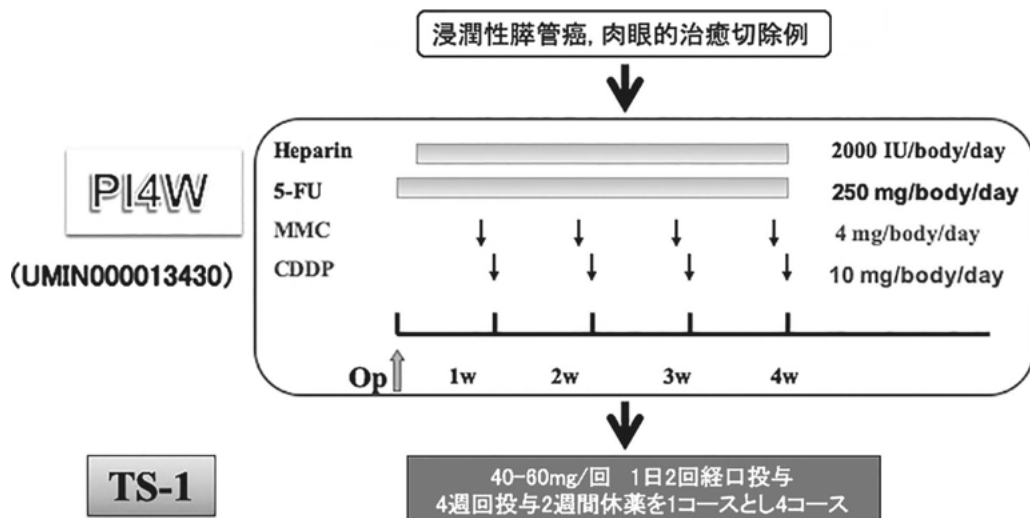 浸潤性膵管癌, 肉眼的治癒切除例
PI4W
(UMIN000013430)
Heparin 2000 IU/body/day
5-FU 250 mg/body/day
MMC 4 mg/body/day
CDDP 10 mg/body/day
Op 1w 2w 3w 4w
TS-1
40-60mg/回 1日2回経口投与
4週回投与2週間休薬を1コースとし4コース